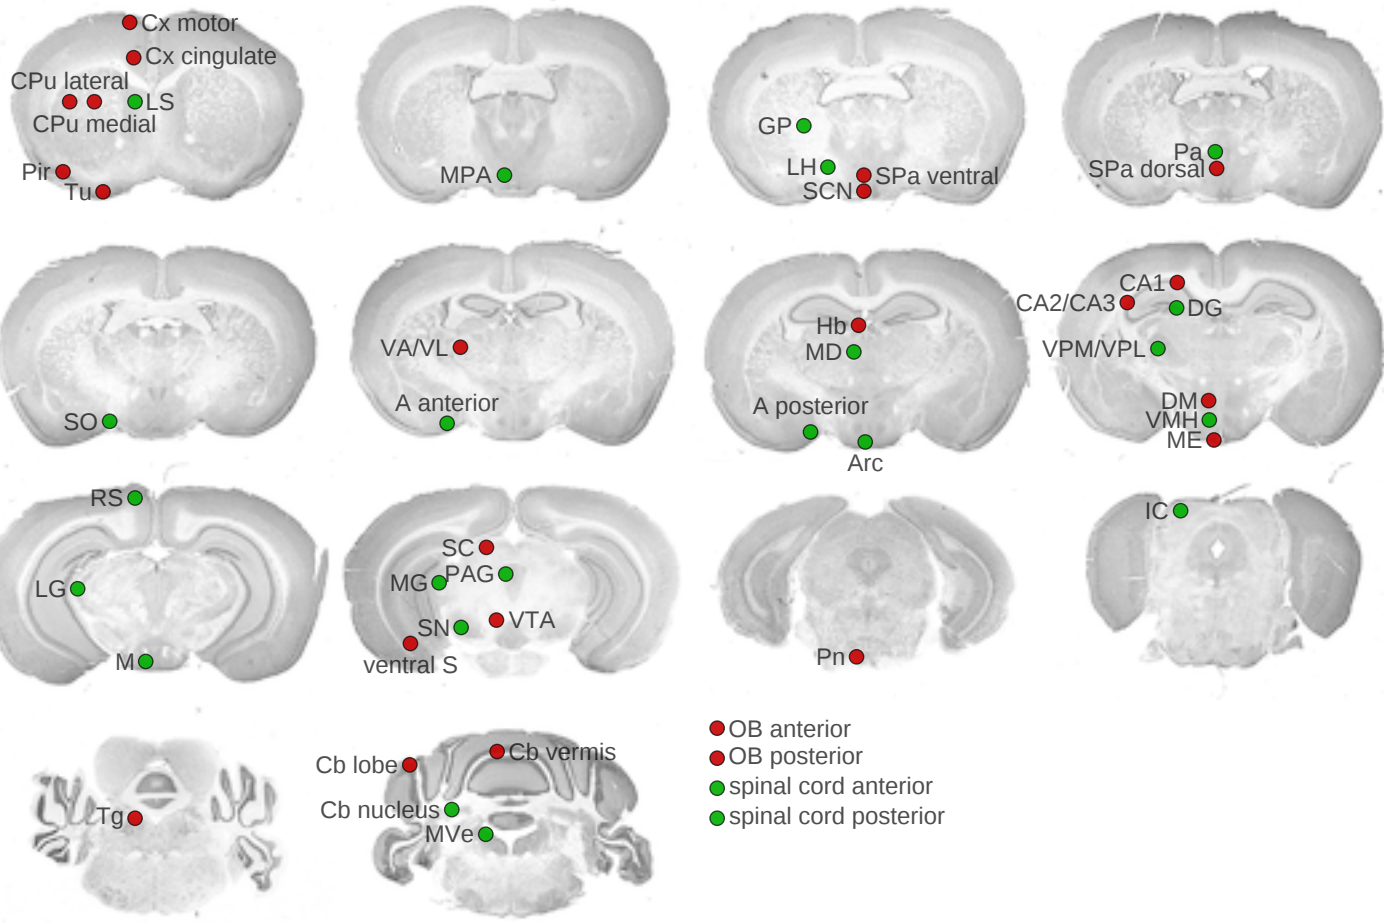 Cx motor
Cx cingulate
CPu lateral
LS
CPu medial
Pir
Tu
MPA
GP
LH
SPa ventral
SCN
Pa
SPa dorsal
SO
VA/VL
A anterior
Hb
MD
A posterior
Arc
CA1
CA2/CA3
DG
VPM/VPL
DM
VMH
ME
RS
LG
M
SC
MG
PAG
SN
VTA
ventral S
Pn
IC
Tg
Cb lobe
Cb vermis
Cb nucleus
MVe
OB anterior
OB posterior
spinal cord anterior
spinal cord posterior